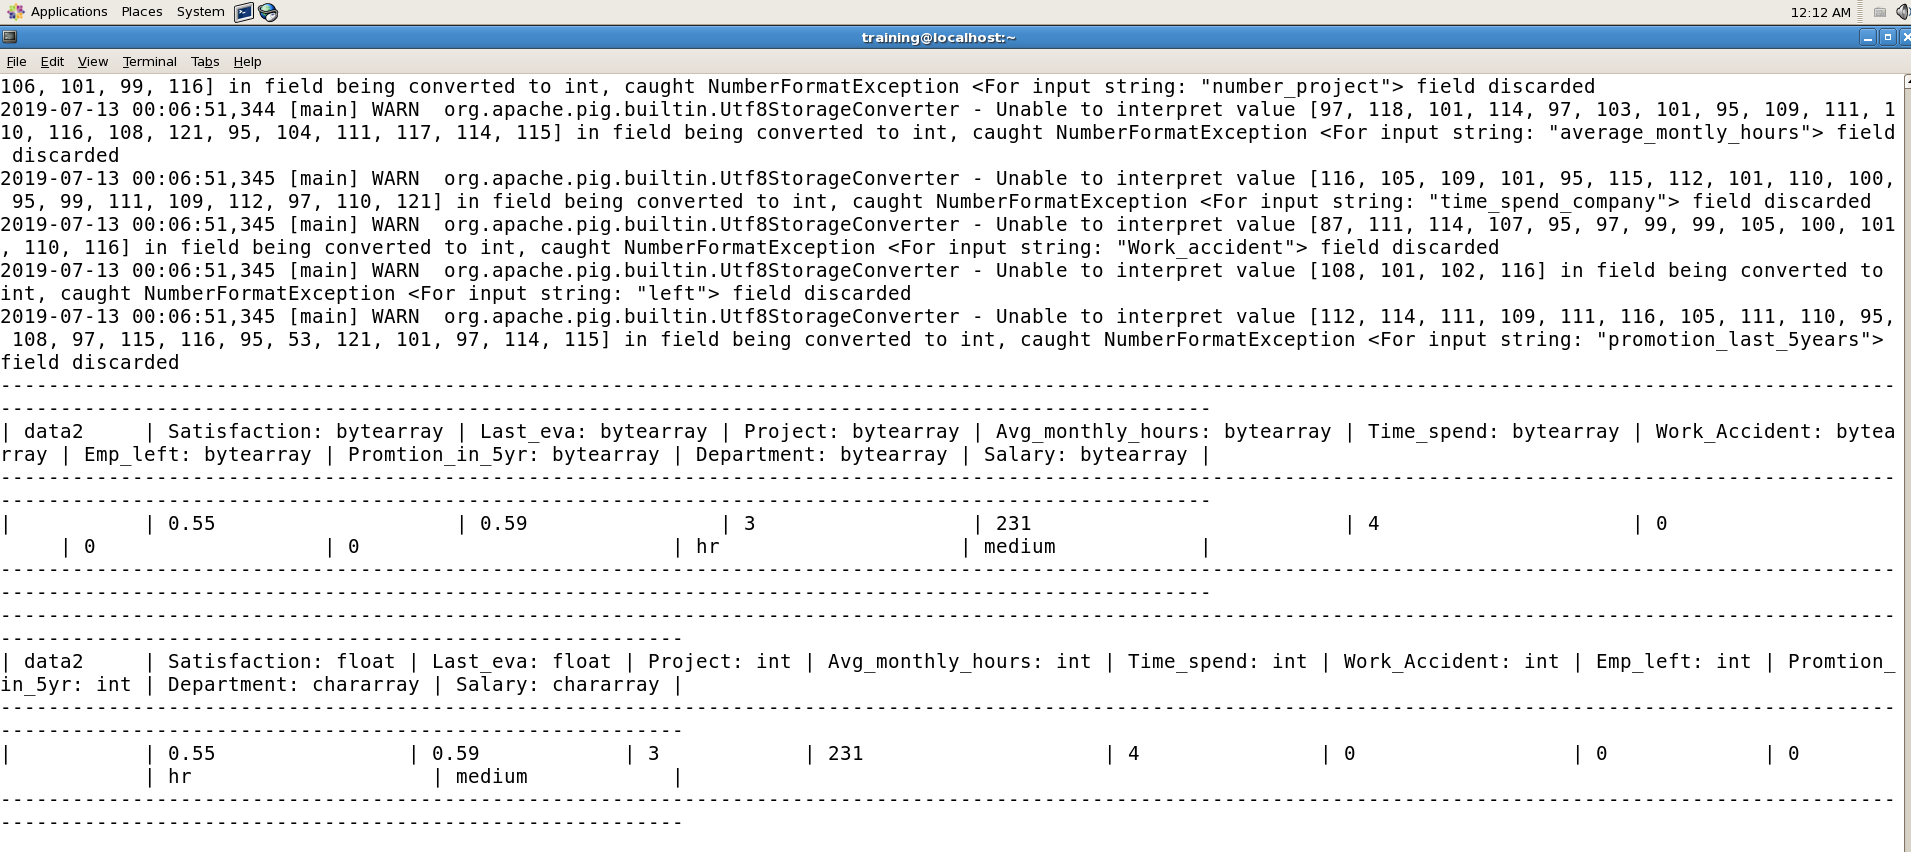 Applications Places System 12:12 AM
training@localhost:~
File Edit View Terminal Tabs Help
106, 101, 99, 116] in field being converted to int, caught NumberFormatException <For input string: "number_project"> field discarded
2019-07-13 00:06:51,344 [main] WARN  org.apache.pig.builtin.Utf8StorageConverter - Unable to interpret value [97, 118, 101, 114, 97, 103, 101, 95, 109, 111, 1
10, 116, 108, 121, 95, 104, 111, 117, 114, 115] in field being converted to int, caught NumberFormatException <For input string: "average_montly_hours"> field
 discarded
2019-07-13 00:06:51,345 [main] WARN  org.apache.pig.builtin.Utf8StorageConverter - Unable to interpret value [116, 105, 109, 101, 95, 115, 112, 101, 110, 100,
 95, 99, 111, 109, 112, 97, 110, 121] in field being converted to int, caught NumberFormatException <For input string: "time_spend_company"> field discarded
2019-07-13 00:06:51,345 [main] WARN  org.apache.pig.builtin.Utf8StorageConverter - Unable to interpret value [87, 111, 114, 107, 95, 97, 99, 99, 105, 100, 101
, 110, 116] in field being converted to int, caught NumberFormatException <For input string: "Work_accident"> field discarded
2019-07-13 00:06:51,345 [main] WARN  org.apache.pig.builtin.Utf8StorageConverter - Unable to interpret value [108, 101, 102, 116] in field being converted to
int, caught NumberFormatException <For input string: "left"> field discarded
2019-07-13 00:06:51,345 [main] WARN  org.apache.pig.builtin.Utf8StorageConverter - Unable to interpret value [112, 114, 111, 109, 111, 116, 105, 111, 110, 95,
 108, 97, 115, 116, 95, 53, 121, 101, 97, 114, 115] in field being converted to int, caught NumberFormatException <For input string: "promotion_last_5years">
field discarded
| data2     | Satisfaction: bytearray | Last_eva: bytearray | Project: bytearray | Avg_monthly_hours: bytearray | Time_spend: bytearray | Work_Accident: bytea
rray | Emp_left: bytearray | Promtion_in_5yr: bytearray | Department: bytearray | Salary: bytearray |
|           | 0.55                    | 0.59                | 3                  | 231                          | 4                     | 0
     | 0                   | 0                          | hr                    | medium            |
| data2     | Satisfaction: float | Last_eva: float | Project: int | Avg_monthly_hours: int | Time_spend: int | Work_Accident: int | Emp_left: int | Promtion_
in_5yr: int | Department: chararray | Salary: chararray |
|           | 0.55                | 0.59            | 3            | 231                    | 4               | 0                  | 0             | 0
            | hr                    | medium            |